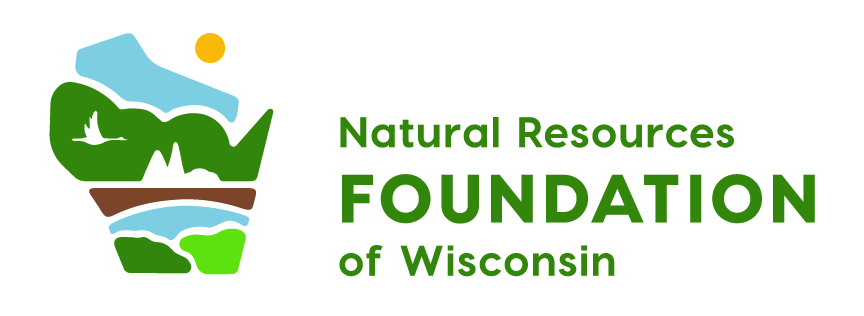 Natural Resources
FOUNDATION
of Wisconsin